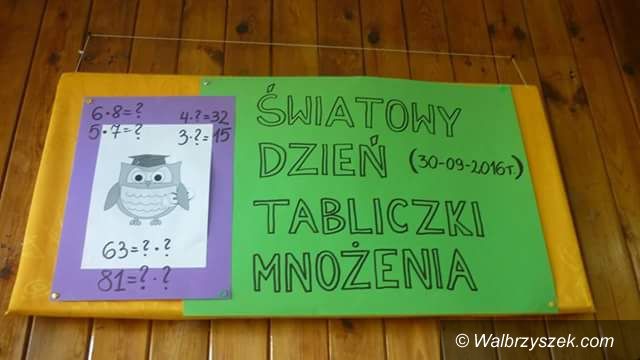 6·8=?
5·7=?
4·?=32
3·?=15
63=?·?
81=?·?
ŚWIATOWY
DZIEŃ (30-09-2016r.)
TABLICZKI
MNOŻENIA
© Walbrzyszek.com